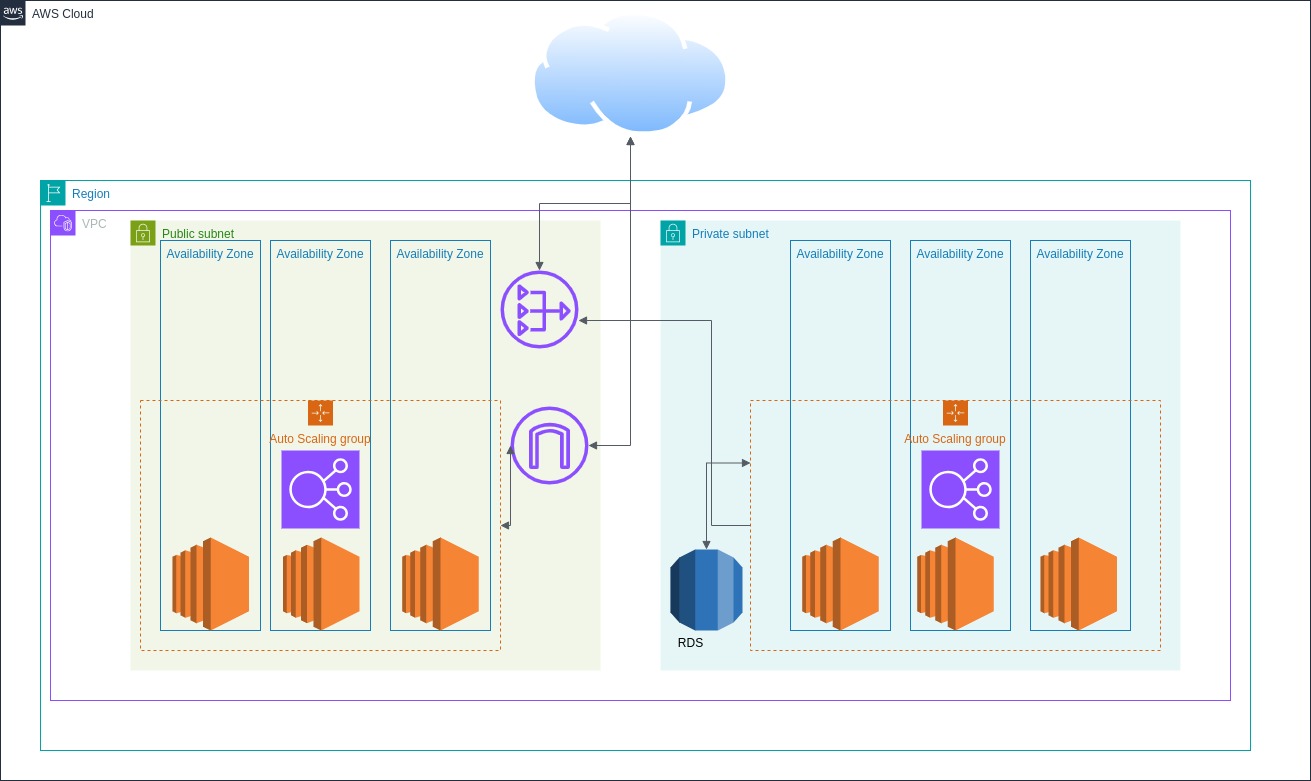 aws
AWS Cloud
Region
VPC
Public subnet
Private subnet
Availability Zone
Availability Zone
Availability Zone
Availability Zone
Availability Zone
Availability Zone
Auto Scaling group
Auto Scaling group
RDS